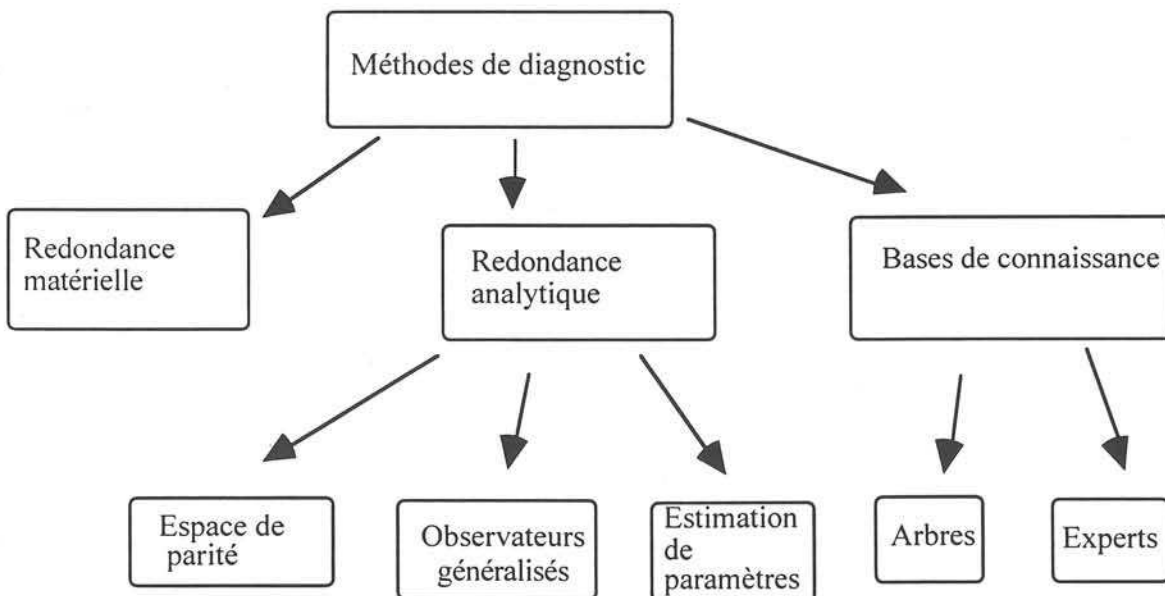 Méthodes de diagnostic
Redondance
matérielle
Redondance
analytique
Bases de connaissance
Espace de
parité
Observateurs
généralisés
Estimation
de
paramètres
Arbres
Experts